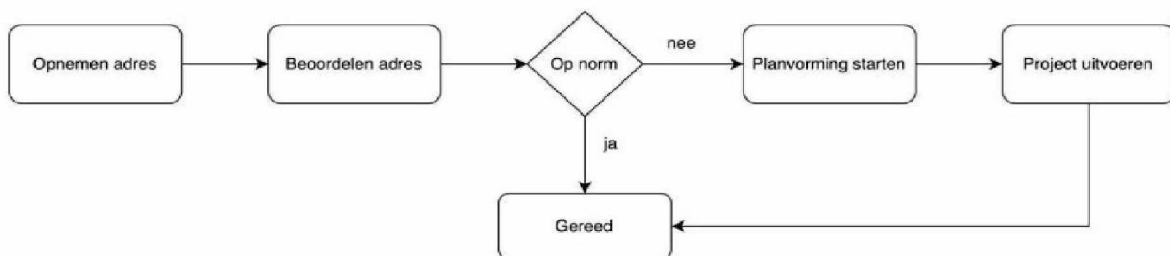 Opnemen adres
Beoordelen adres
Op norm
nee
Planvorming starten
Project uitvoeren
ja
Gereed